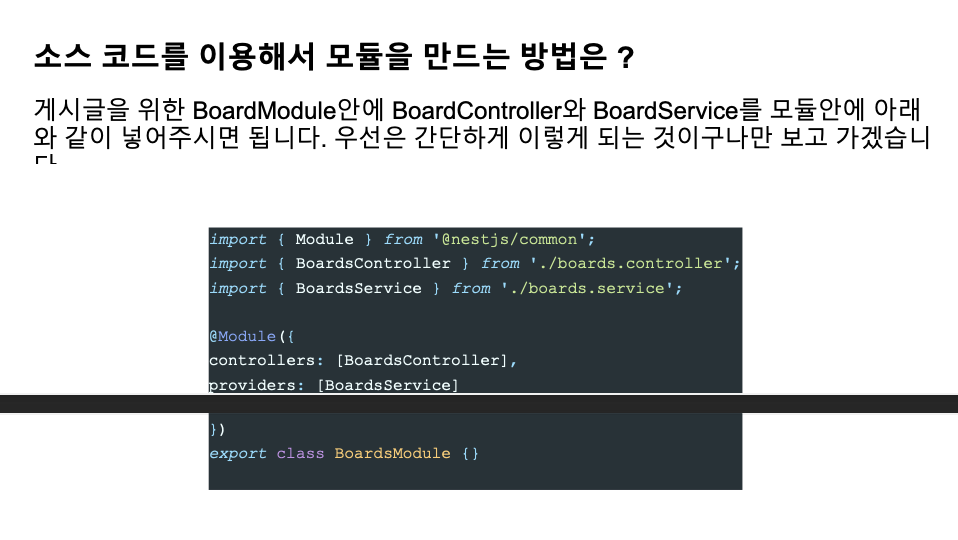 소스 코드를 이용해서 모듈을 만드는 방법은 ?
게시글을 위한 BoardModule안에 BoardController와 BoardService를 모듈안에 아래
와 같이 넣어주시면 됩니다. 우선은 간단하게 이렇게 되는 것이구나만 보고 가겠습니
import { Module } from '@nestjs/common';
import { BoardsController } from './boards.controller';
import { BoardsService } from './boards.service';
@Module({
controllers: [BoardsController],
providers: [BoardsService]
})
export class BoardsModule {}